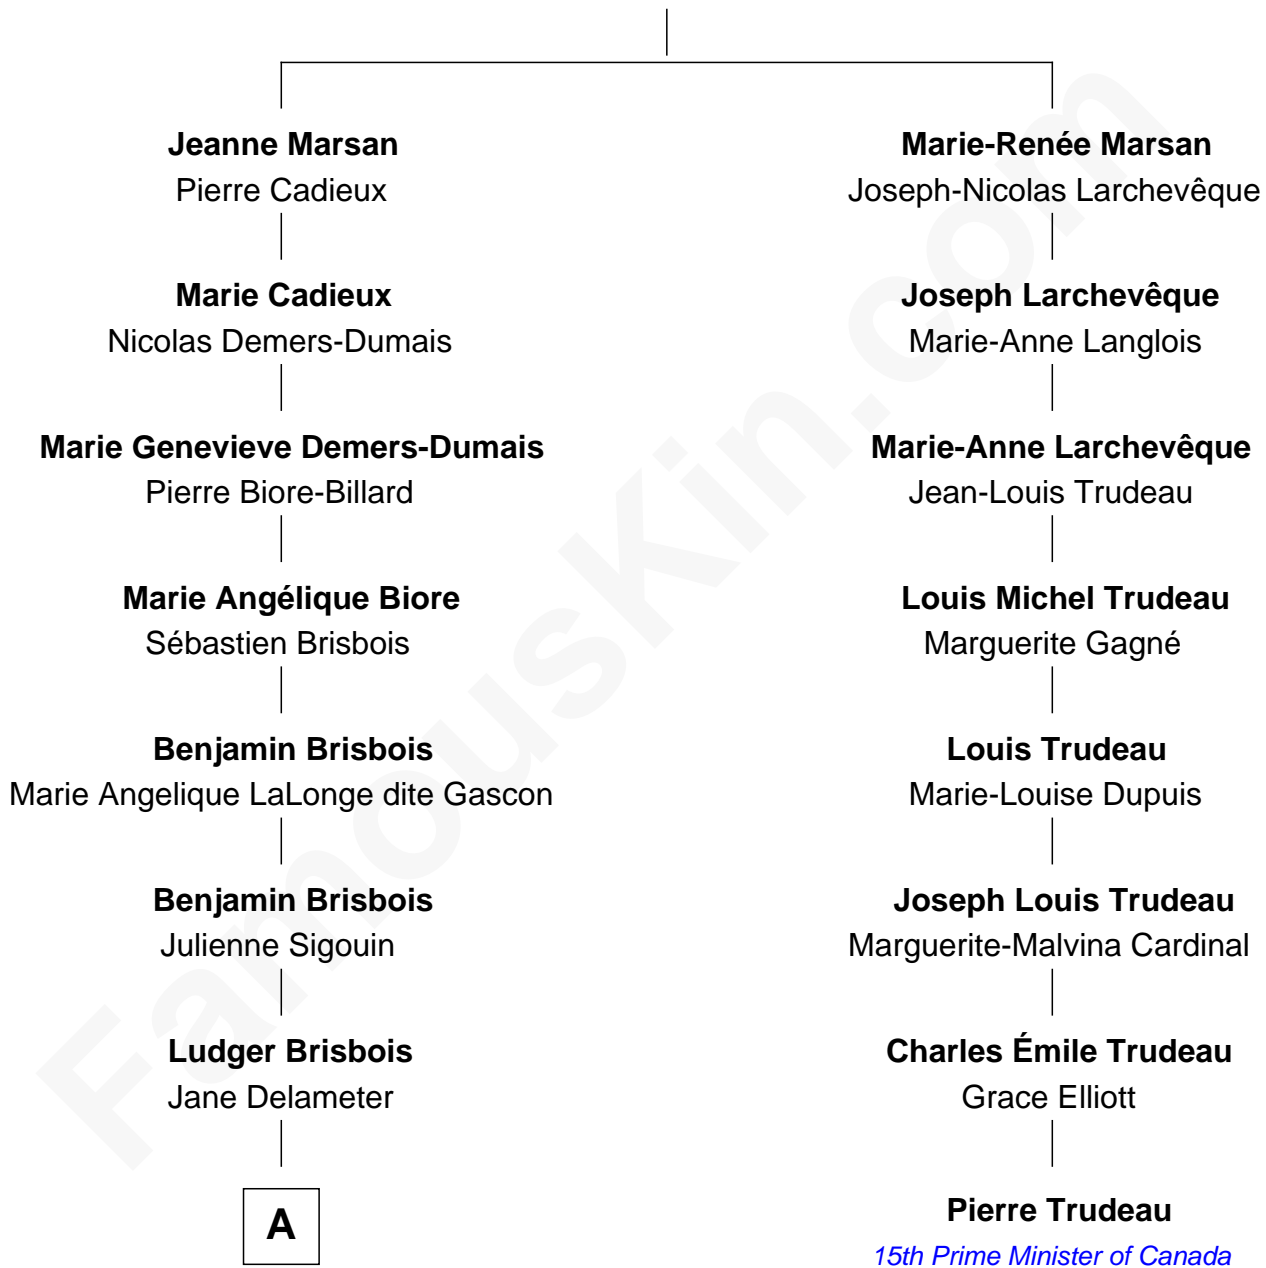 Jeanne Marsan
Pierre Cadieux
Marie Cadieux
Nicolas Demers-Dumais
Marie Genevieve Demers-Dumais
Pierre Biore-Billard
Marie Angélique Biore
Sébastien Brisbois
Benjamin Brisbois
Marie Angelique LaLonge dite Gascon
Benjamin Brisbois
Julienne Sigouin
Ludger Brisbois
Jane Delameter
A
Marie-Renée Marsan
Joseph-Nicolas Larchevêque
Joseph Larchevêque
Marie-Anne Langlois
Marie-Anne Larchevêque
Jean-Louis Trudeau
Louis Michel Trudeau
Marguerite Gagné
Louis Trudeau
Marie-Louise Dupuis
Joseph Louis Trudeau
Marguerite-Malvina Cardinal
Charles Émile Trudeau
Grace Elliott
Pierre Trudeau
15th Prime Minister of Canada
FamousKin.com